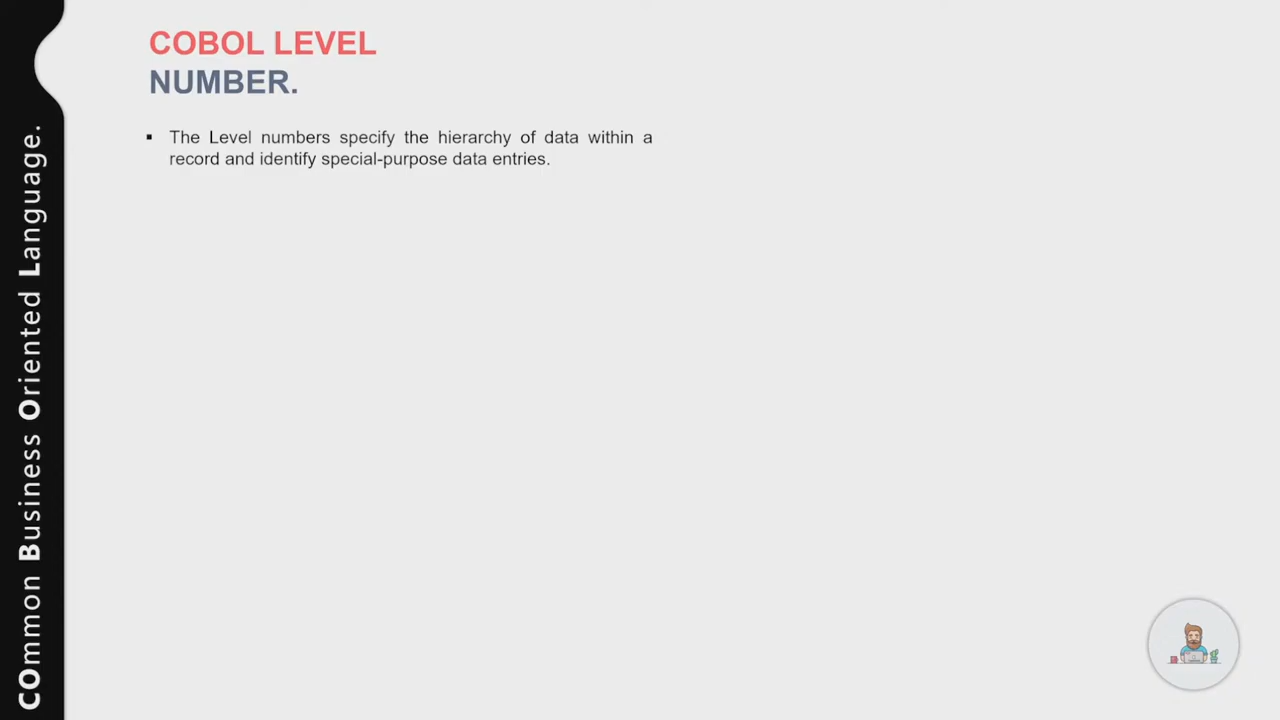 COBOL LEVEL
NUMBER.
▪ The Level numbers specify the hierarchy of data within a
record and identify special-purpose data entries.
COmmon Business Oriented Language.